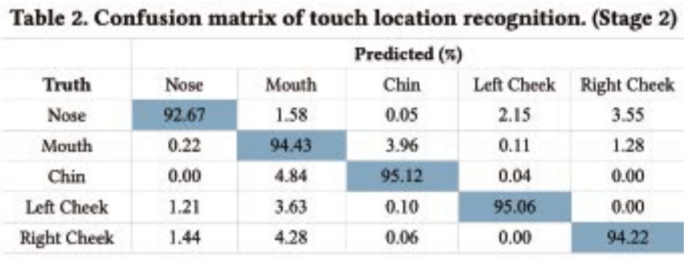 Table 2. Confusion matrix of touch location recognition. (Stage 2)
Predicted (%)
Truth Nose Mouth Chin Left Cheek Right Cheek
Nose 92.67 1.58 0.05 2.15 3.55
Mouth 0.22 94.43 3.96 0.11 1.28
Chin 0.00 4.84 95.12 0.04 0.00
Left Cheek 1.21 3.63 0.10 95.06 0.00
Right Cheek 1.44 4.28 0.06 0.00 94.22